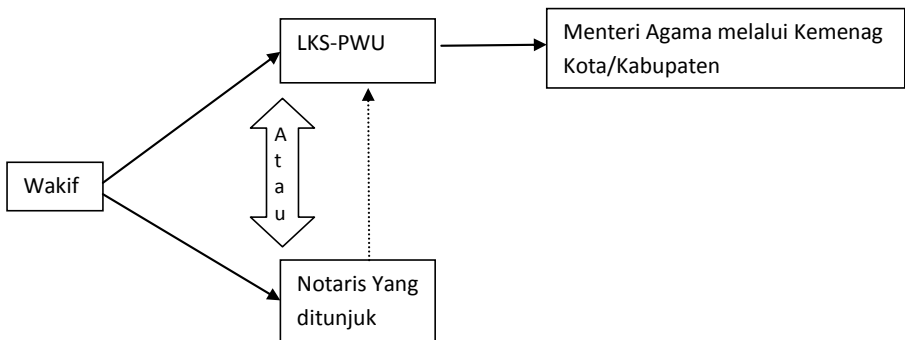 LKS-PWU
Menteri Agama melalui Kemenag
Kota/Kabupaten
A
t
a
u
Wakif
Notaris Yang
ditunjuk